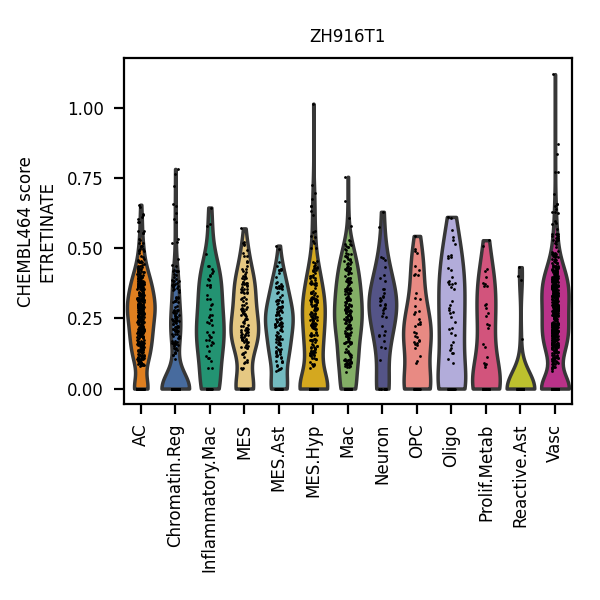 ZH916T1
CHEMBL464 score
ETRETINATE
1.00
0.75
0.50
0.25
0.00
AC
Chromatin.Reg
Inflammatory.Mac
MES
MES.Ast
MES.Hyp
Mac
Neuron
OPC
Oligo
Prolif.Metab
Reactive.Ast
Vasc